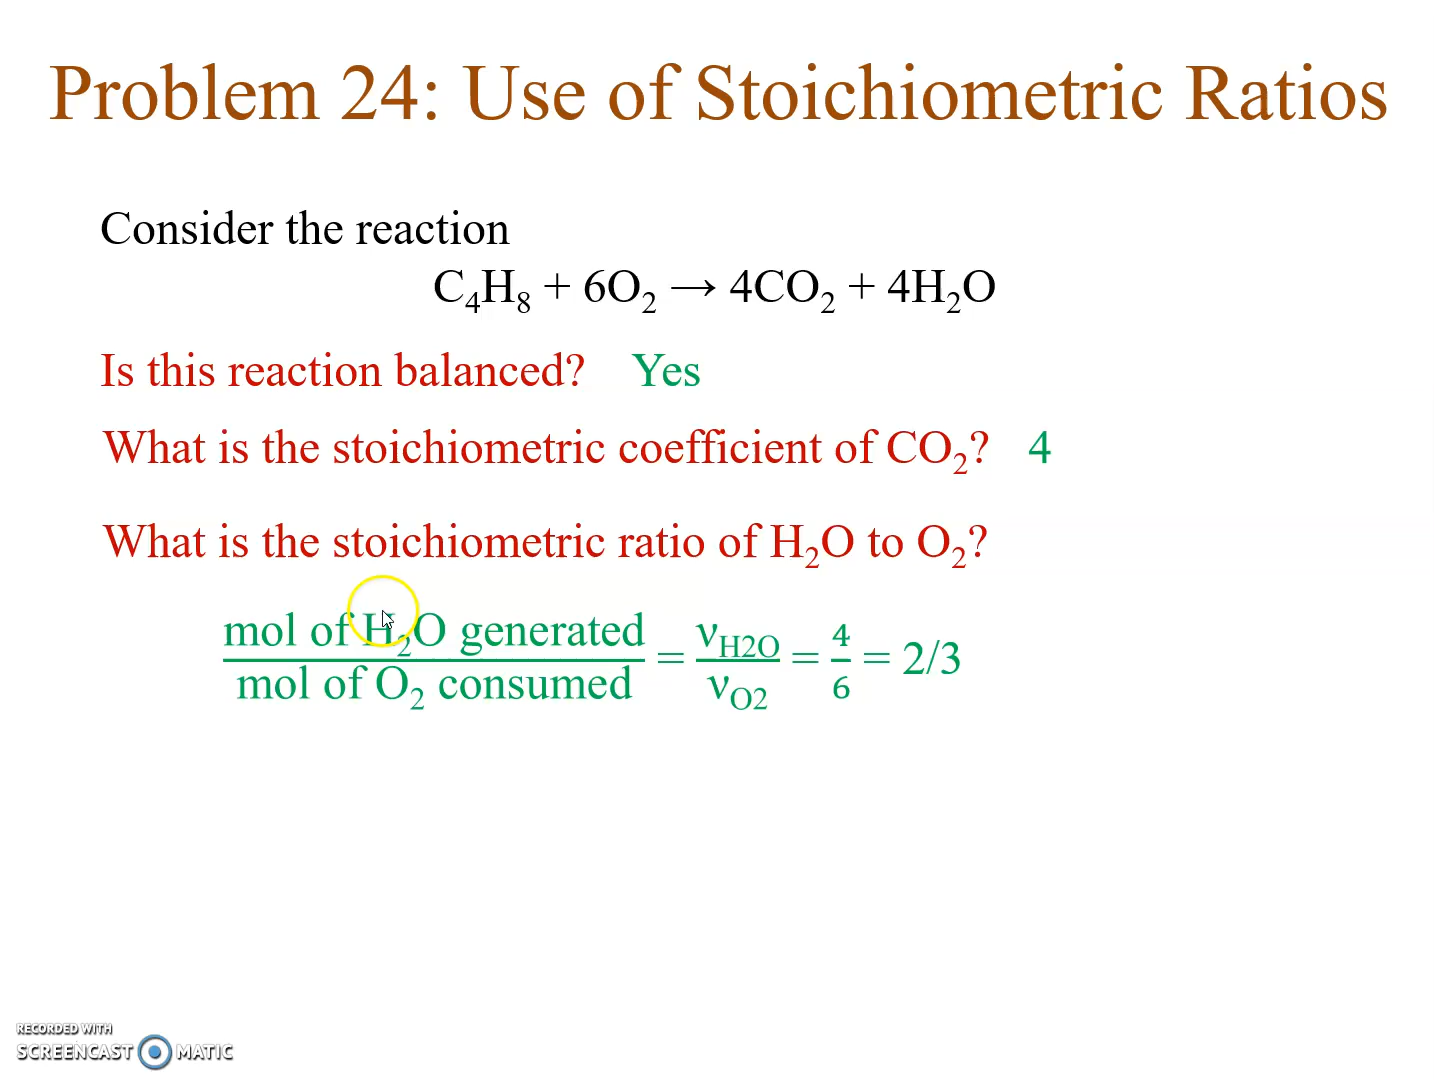 Problem 24: Use of Stoichiometric Ratios
Consider the reaction
C₄H₈ + 6O₂ → 4CO₂ + 4H₂O
Is this reaction balanced? Yes
What is the stoichiometric coefficient of CO₂? 4
What is the stoichiometric ratio of H₂O to O₂?
mol of H₂O generated / mol of O₂ consumed = ν_H2O / ν_O2 = 4/6 = 2/3
RECORDED WITH
SCREENCAST MATIC